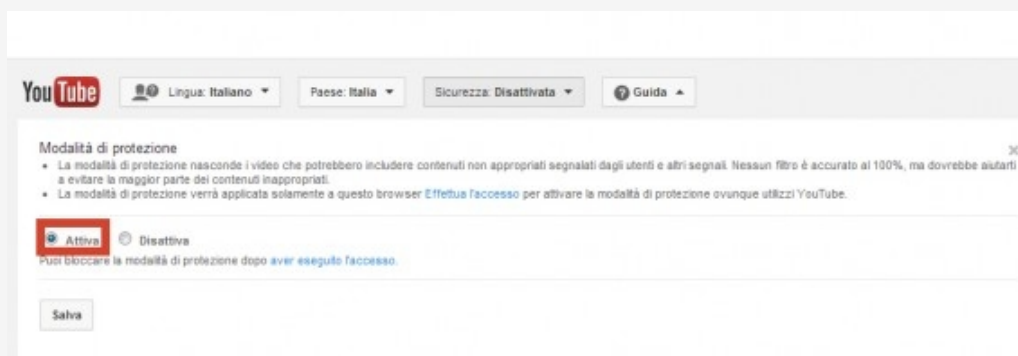 YouTube Lingua: Italiano Paese: Italia Sicurezza: Disattivata Guida
Modalità di protezione
La modalità di protezione nasconde i video che potrebbero includere contenuti non appropriati segnalati dagli utenti e altri segnali. Nessun filtro è accurato al 100%, ma dovrebbe aiutarti
a evitare la maggior parte dei contenuti inappropriati.
La modalità di protezione verrà applicata solamente a questo browser Effettua l'accesso per attivare la modalità di protezione ovunque utilizzi YouTube.
Attiva Disattiva
Puoi bloccare la modalità di protezione dopo aver eseguito l'accesso.
Salva